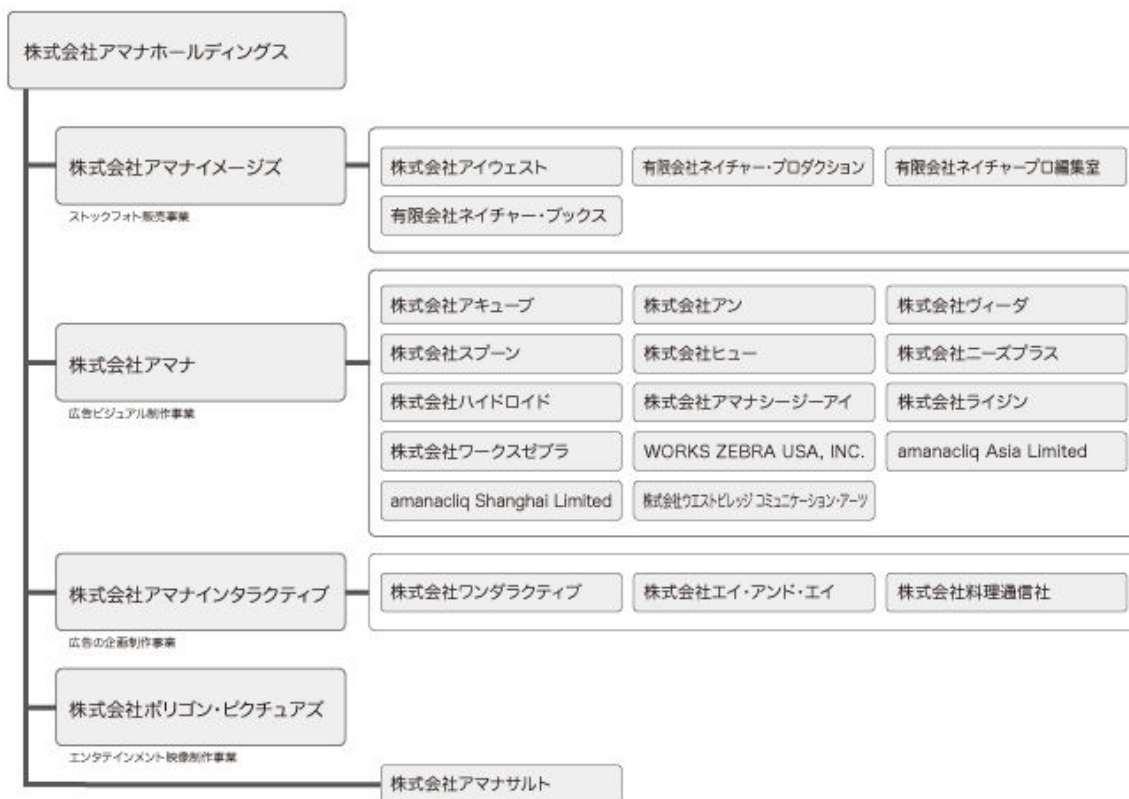 株式会社アマナホールディングス
株式会社アマナイメージズ
ストックフォト販売事業
株式会社アイウェスト
有限会社ネイチャー・プロダクション
有限会社ネイチャープロ編集室
有限会社ネイチャー・ブックス
株式会社アマナ
広告ビジュアル制作事業
株式会社アキューブ
株式会社アン
株式会社ヴィーダ
株式会社スプーン
株式会社ヒュー
株式会社ニーズプラス
株式会社ハイドロイド
株式会社アマナシージーアイ
株式会社ライジン
株式会社ワークスゼブラ
WORKS ZEBRA USA, INC.
amanacliq Asia Limited
amanacliq Shanghai Limited
株式会社ウエストビレッジ コミュニケーション・アーツ
株式会社アマナインタラクティブ
広告の企画制作事業
株式会社ワンダラクティブ
株式会社エイ・アンド・エイ
株式会社料理通信社
株式会社ポリゴン・ピクチュアズ
エンタテインメント映像制作事業
株式会社アマナサルト